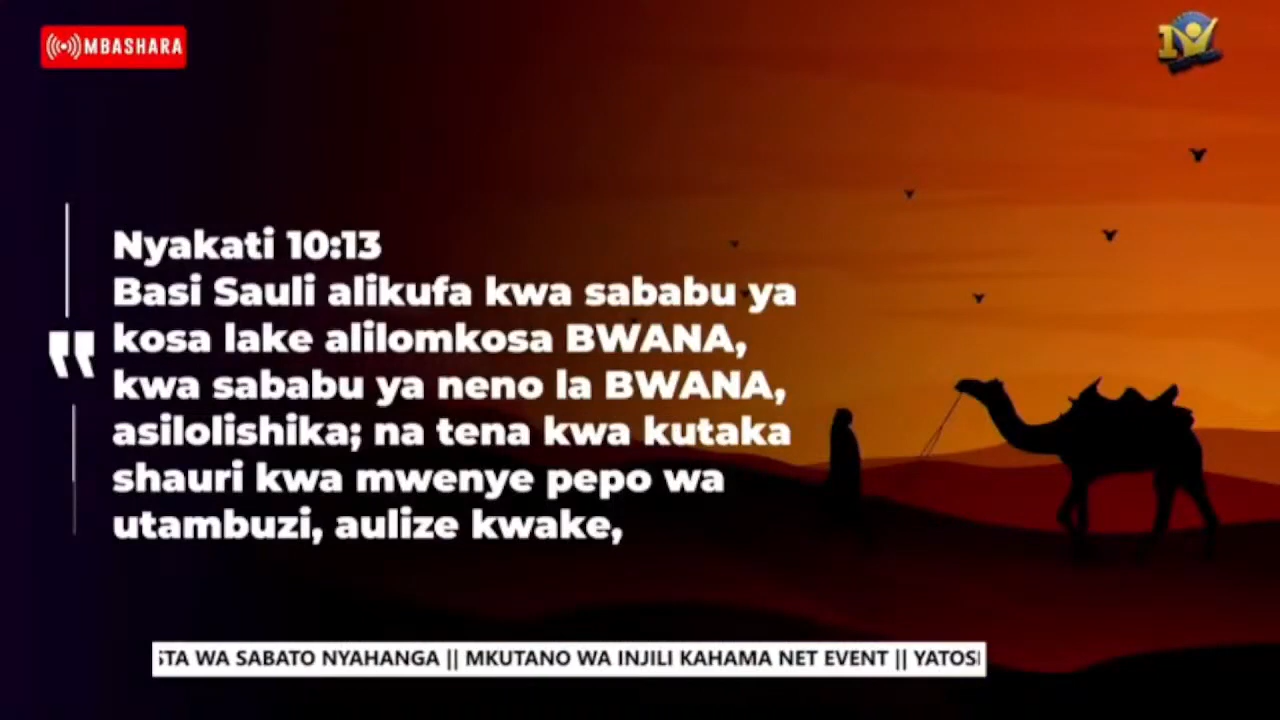 MBASHARA
Nyakati 10:13
Basi Sauli alikufa kwa sababu ya
kosa lake alilomkosa BWANA,
kwa sababu ya neno la BWANA,
asilolishika; na tena kwa kutaka
shauri kwa mwenye pepo wa
utambuzi, aulize kwake,
WA SABATO NYAHANGA || MKUTANO WA INJILI KAHAMA NET EVENT ||